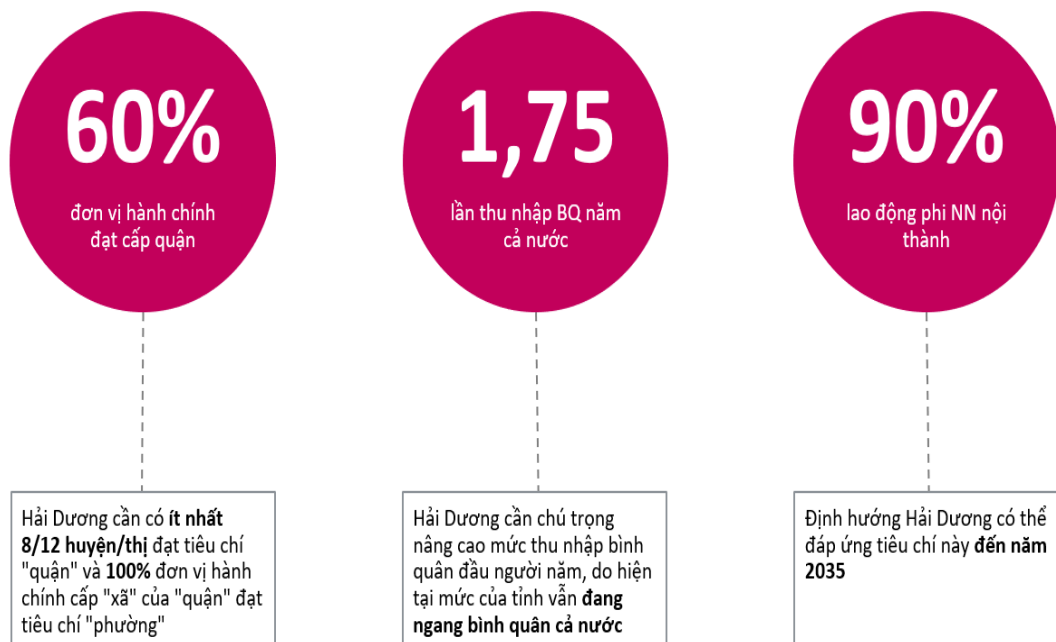 60%
đơn vị hành chính
đạt cấp quận
1,75
lần thu nhập BQ năm
cả nước
90%
lao động phi NN nội
thành
Hải Dương cần có ít nhất
8/12 huyện/thị đạt tiêu chí
"quận" và 100% đơn vị hành
chính cấp "xã" của "quận" đạt
tiêu chí "phường"
Hải Dương cần chú trọng
nâng cao mức thu nhập bình
quân đầu người năm, do hiện
tại mức của tỉnh vẫn đang
ngang bình quân cả nước
Định hướng Hải Dương có thể
đáp ứng tiêu chí này đến năm
2035